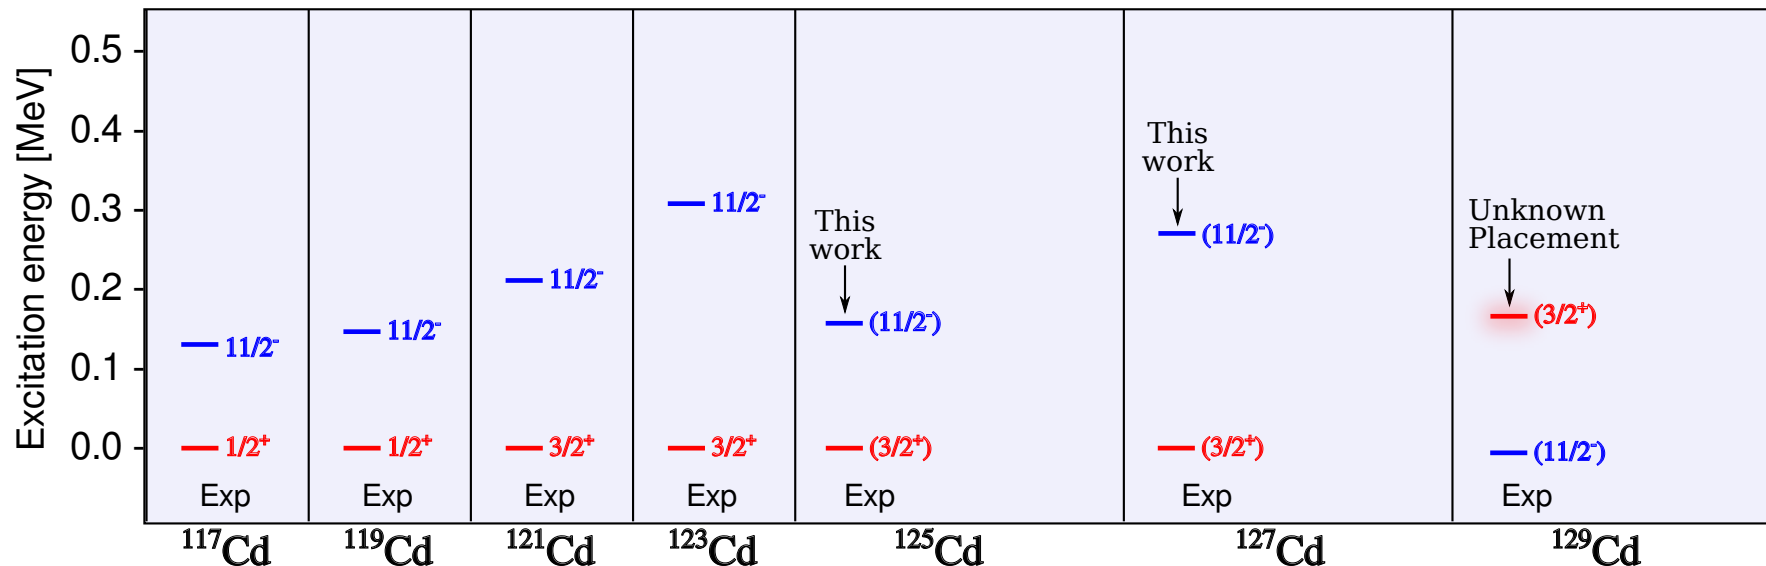 Excitation energy [MeV]
0.5
0.4
0.3
0.2
0.1
0.0
11/2⁻
1/2⁺
Exp
¹¹⁷Cd
11/2⁻
1/2⁺
Exp
¹¹⁹Cd
11/2⁻
3/2⁺
Exp
¹²¹Cd
11/2⁻
3/2⁺
Exp
¹²³Cd
This
work
(11/2⁻)
(3/2⁺)
Exp
¹²⁵Cd
This
work
(11/2⁻)
(3/2⁺)
Exp
¹²⁷Cd
Unknown
Placement
(3/2⁺)
(11/2⁻)
Exp
¹²⁹Cd